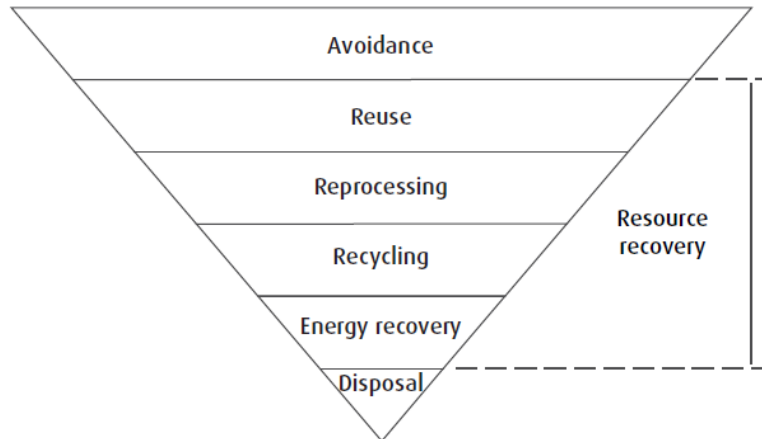 Avoidance
Reuse
Reprocessing
Resource
recovery
Recycling
Energy recovery
Disposal